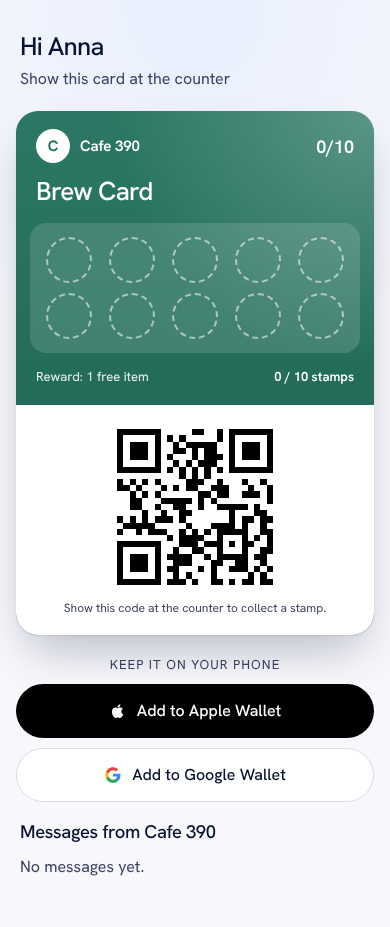 Hi Anna
Show this card at the counter
C
Cafe 390
0/10
Brew Card
Reward: 1 free item
0 / 10 stamps
Show this code at the counter to collect a stamp.
KEEP IT ON YOUR PHONE
Add to Apple Wallet
Add to Google Wallet
Messages from Cafe 390
No messages yet.